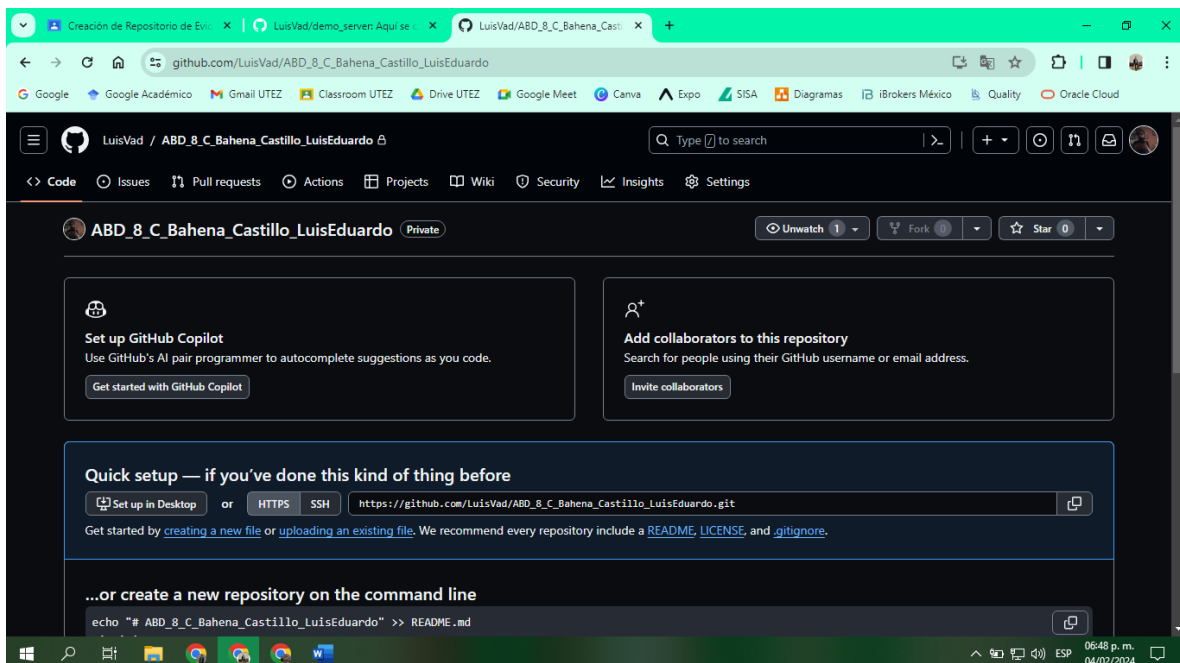 Creación de Repositorio de Evic
LuisVad/demo_server: Aquí se c
LuisVad/ABD_8_C_Bahena_Casti
github.com/LuisVad/ABD_8_C_Bahena_Castillo_LuisEduardo
Google Google Académico Gmail UTEZ Classroom UTEZ Drive UTEZ Google Meet Canva Expo SISA Diagramas iBrokers México Quality Oracle Cloud
LuisVad / ABD_8_C_Bahena_Castillo_LuisEduardo
Type / to search
Code Issues Pull requests Actions Projects Wiki Security Insights Settings
ABD_8_C_Bahena_Castillo_LuisEduardo Private
Unwatch 1 Fork 0 Star 0
Set up GitHub Copilot
Use GitHub's AI pair programmer to autocomplete suggestions as you code.
Get started with GitHub Copilot
Add collaborators to this repository
Search for people using their GitHub username or email address.
Invite collaborators
Quick setup — if you've done this kind of thing before
Set up in Desktop or HTTPS SSH https://github.com/LuisVad/ABD_8_C_Bahena_Castillo_LuisEduardo.git
Get started by creating a new file or uploading an existing file. We recommend every repository include a README, LICENSE, and .gitignore.
...or create a new repository on the command line
echo "# ABD_8_C_Bahena_Castillo_LuisEduardo" >> README.md
ESP
06:48 p. m.
04/02/2024